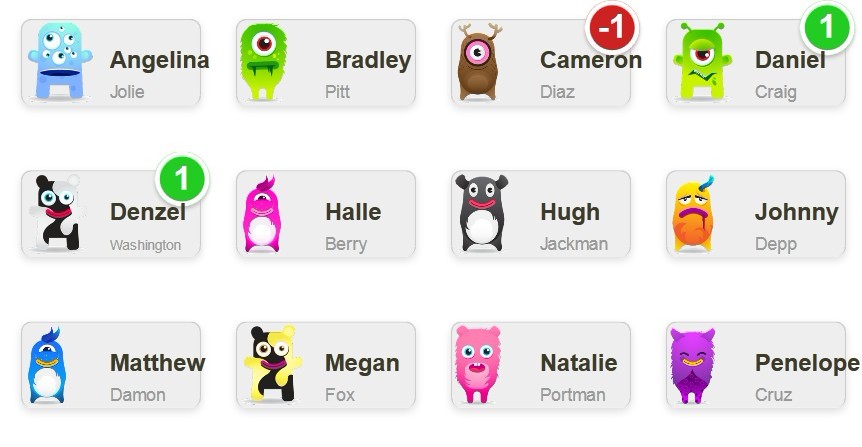 Angelina
Jolie
Bradley
Pitt
-1
Cameron
Diaz
1
Daniel
Craig
1
Denzel
Washington
Halle
Berry
Hugh
Jackman
Johnny
Depp
Matthew
Damon
Megan
Fox
Natalie
Portman
Penelope
Cruz